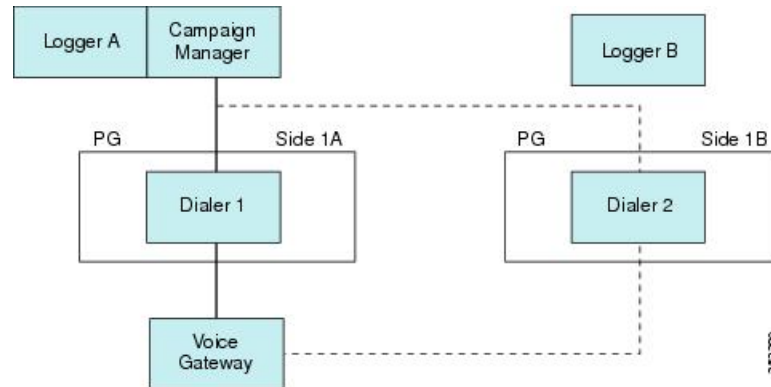 Logger A
Campaign
Manager
Logger B
PG
Side 1A
PG
Side 1B
Dialer 1
Dialer 2
Voice
Gateway